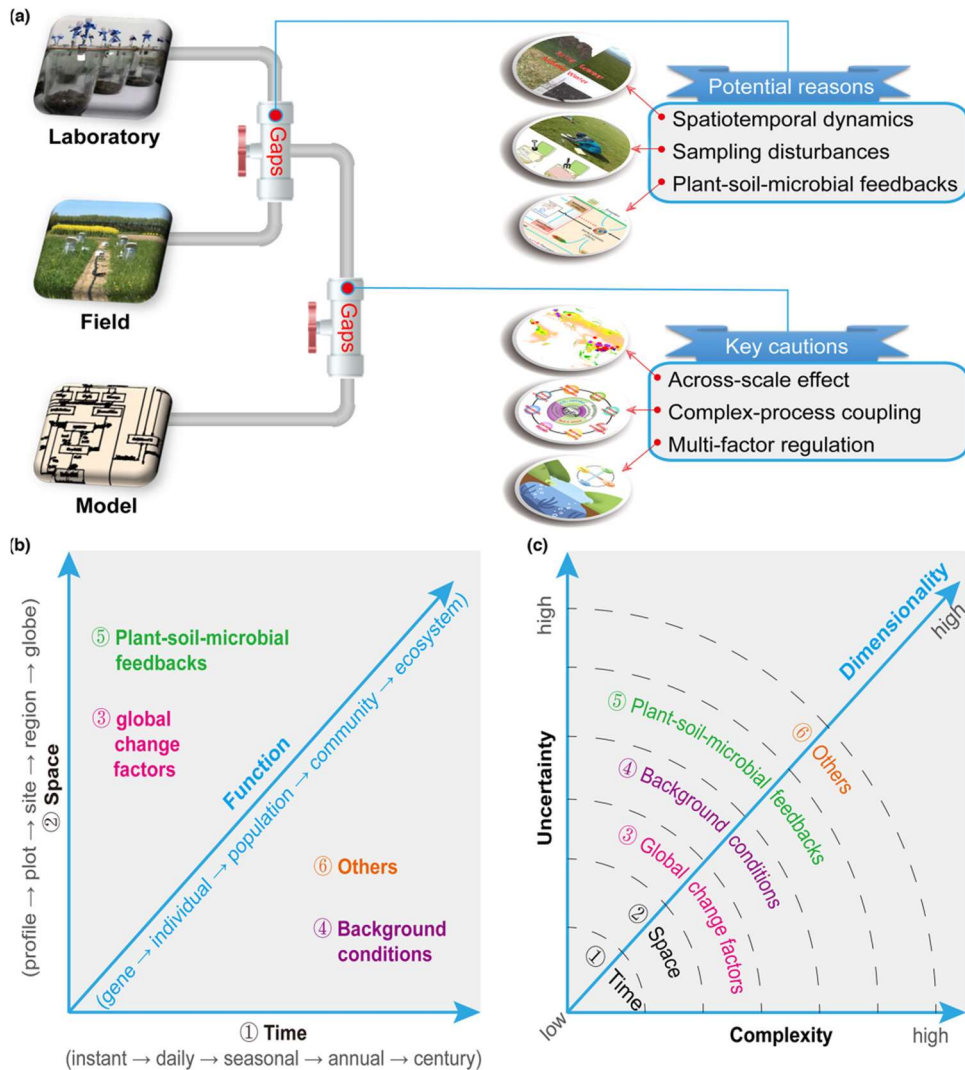 (a)
Laboratory
Field
Model
Gaps
Gaps
Potential reasons
Spatiotemporal dynamics
Sampling disturbances
Plant-soil-microbial feedbacks
Key cautions
Across-scale effect
Complex-process coupling
Multi-factor regulation
(b)
② Space
(profile → plot → site → region → globe)
⑤ Plant-soil-microbial
feedbacks
③ global
change
factors
Function
(gene → individual → population → community → ecosystem)
⑥ Others
④ Background
conditions
① Time
(instant → daily → seasonal → annual → century)
(c)
Uncertainty
high
Dimensionality
high
⑥ Others
⑤ Plant-soil-microbial feedbacks
④ Background conditions
③ Global change factors
② Space
① Time
low
Complexity
high